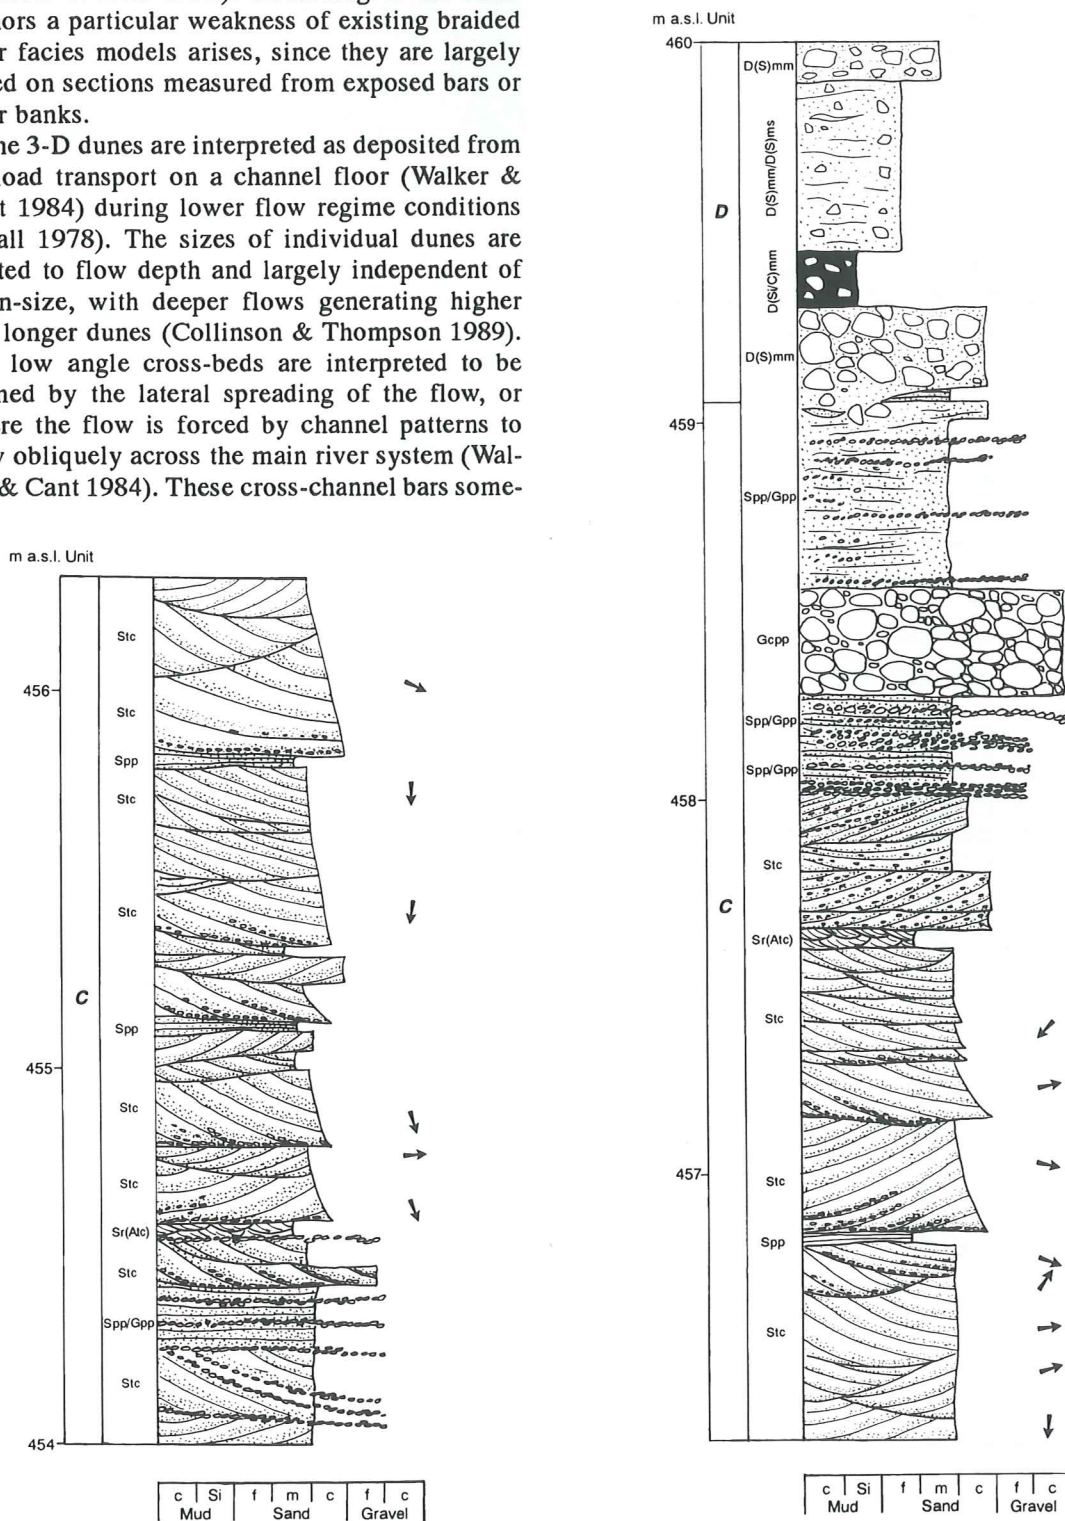 hors a particular weakness of existing braided
r facies models arises, since they are largely
ed on sections measured from exposed bars or
r banks.
ne 3-D dunes are interpreted as deposited from
load transport on a channel floor (Walker &
t 1984) during lower flow regime conditions
all 1978). The sizes of individual dunes are
ted to flow depth and largely independent of
n-size, with deeper flows generating higher
longer dunes (Collinson & Thompson 1989).
low angle cross-beds are interpreted to be
ned by the lateral spreading of the flow, or
re the flow is forced by channel patterns to
y obliquely across the main river system (Wal-
& Cant 1984). These cross-channel bars some-
m a.s.l. Unit
Stc
456
Stc
Spp
Stc
Stc
C
Spp
455
Stc
Stc
Sr(Atc)
Stc
Spp/Gpp
Stc
454
c Si f m c f c
Mud Sand Gravel
m a.s.l. Unit
460
D(S)mm
D(S)mm/D(S)ms
D
D(Si/C)mm
D(S)mm
459
Spp/Gpp
Gcpp
Spp/Gpp
Spp/Gpp
458
Stc
C
Sr(Atc)
Stc
457
Stc
Spp
Stc
c Si f m c f c
Mud Sand Gravel